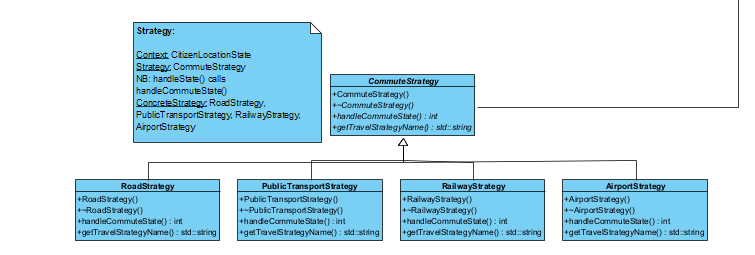 Strategy:
Context: CitizenLocationState
Strategy: CommuteStrategy
NB: handleState() calls
handleCommuteState()
ConcreteStrategy: RoadStrategy,
PublicTransportStrategy, RailwayStrategy,
AirportStrategy
CommuteStrategy
+CommuteStrategy()
+~CommuteStrategy()
+handleCommuteState() : int
+getTravelStrategyName() : std::string
RoadStrategy
+RoadStrategy()
+~RoadStrategy()
+handleCommuteState() : int
+getTravelStrategyName() : std::string
PublicTransportStrategy
+PublicTransportStrategy()
+~PublicTransportStrategy()
+handleCommuteState() : int
+getTravelStrategyName() : std::string
RailwayStrategy
+RailwayStrategy()
+~RailwayStrategy()
+handleCommuteState() : int
+getTravelStrategyName() : std::string
AirportStrategy
+AirportStrategy()
+~AirportStrategy()
+handleCommuteState() : int
+getTravelStrategyName() : std::string